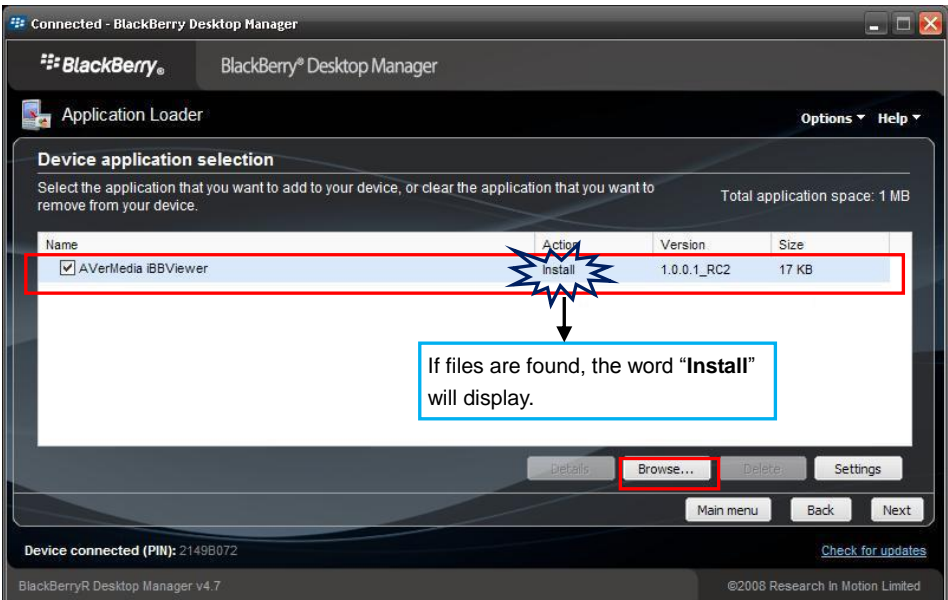 Connected - BlackBerry Desktop Manager
BlackBerry® BlackBerry® Desktop Manager
Application Loader Options Help
Device application selection
Select the application that you want to add to your device, or clear the application that you want to
remove from your device.
Total application space: 1 MB
Name Action Version Size
AVerMedia iBBViewer Install 1.0.0.1_RC2 17 KB
If files are found, the word “Install”
will display.
Details Browse... Delete Settings
Main menu Back Next
Device connected (PIN): 2149B072 Check for updates
BlackBerryR Desktop Manager v4.7 ©2008 Research In Motion Limited